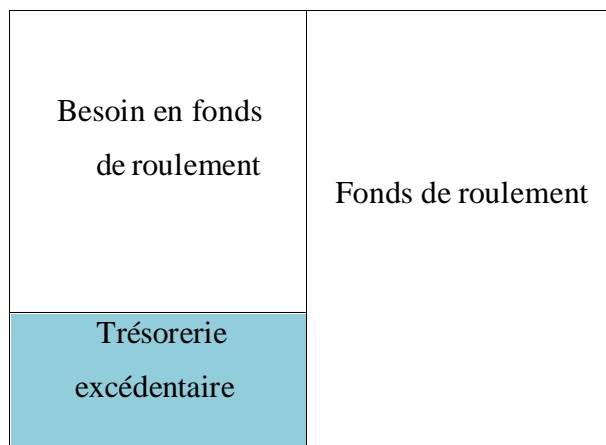 Besoin en fonds
de roulement
Fonds de roulement
Trésorerie
excédentaire